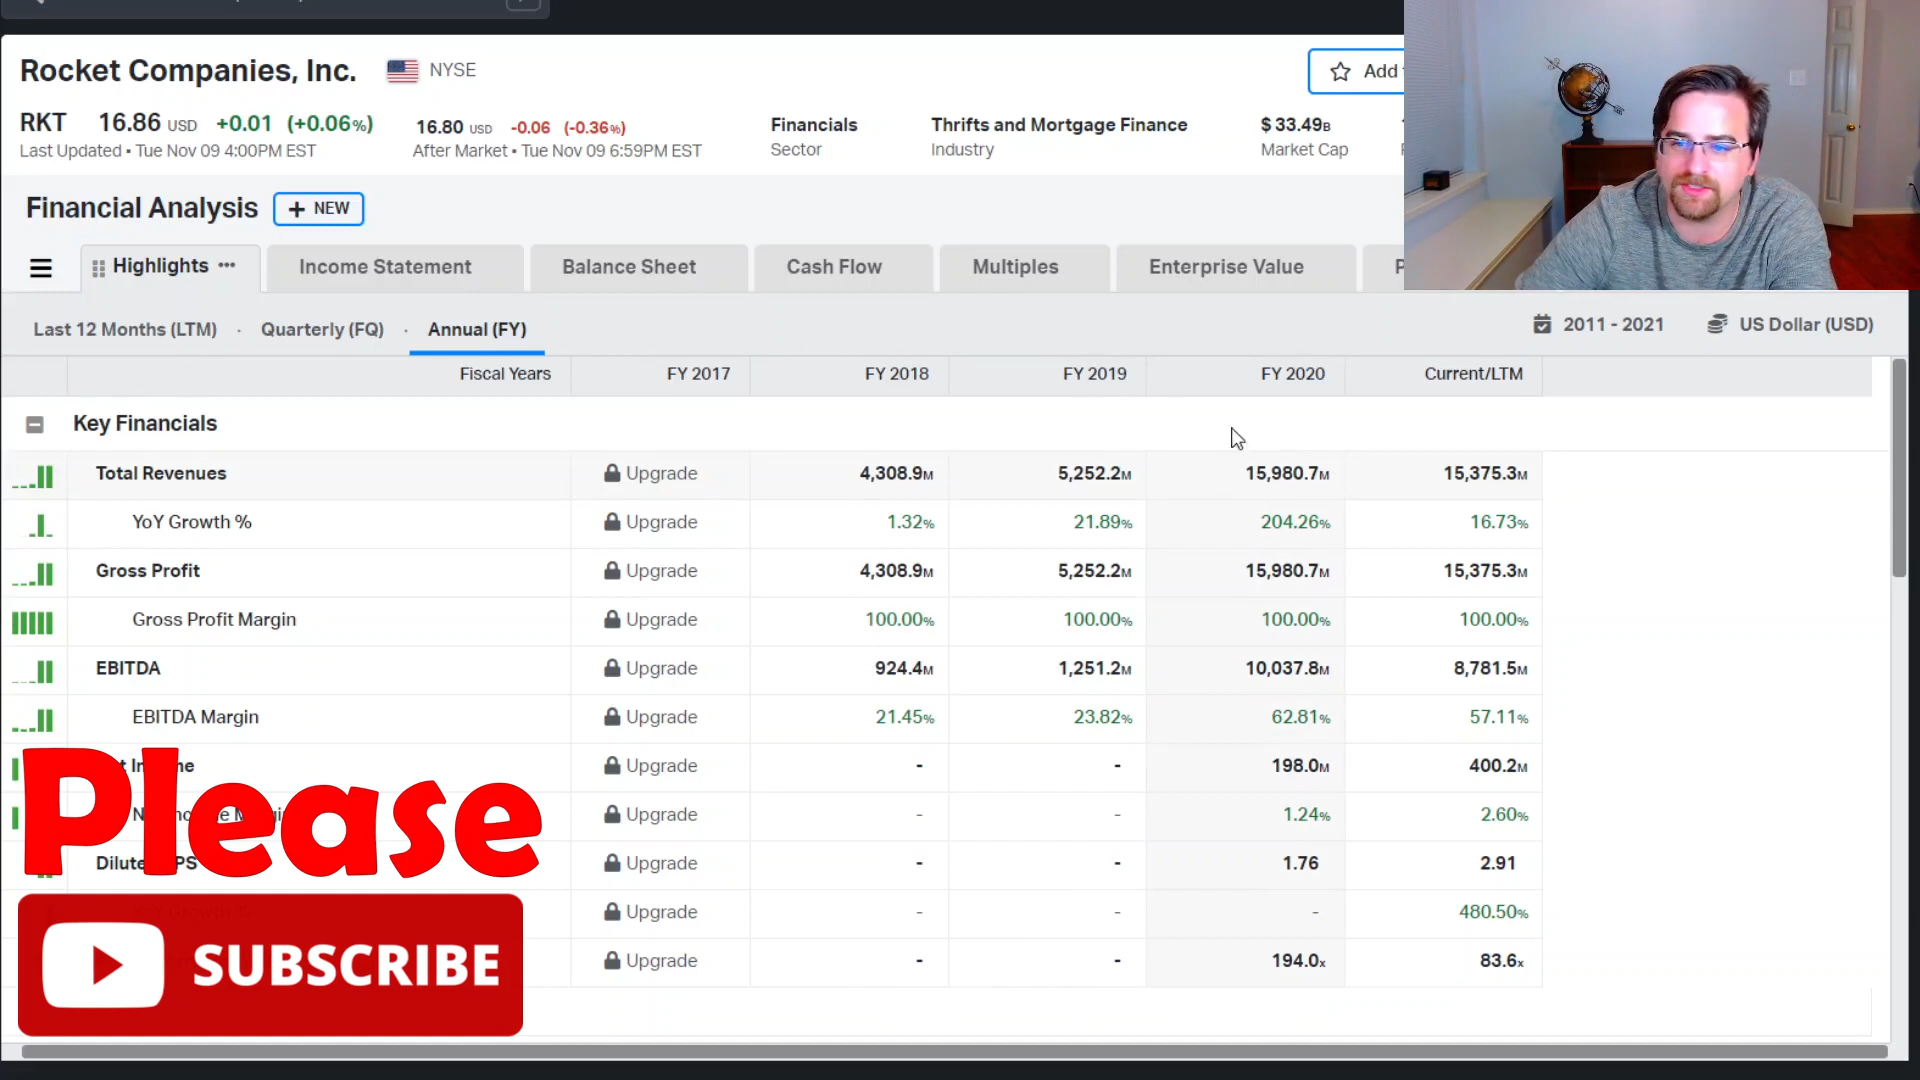 Rocket Companies, Inc. NYSE
Add
RKT 16.86 USD +0.01 (+0.06%)
Last Updated • Tue Nov 09 4:00PM EST
16.80 USD -0.06 (-0.36%)
After Market • Tue Nov 09 6:59PM EST
Financials
Sector
Thrifts and Mortgage Finance
Industry
$ 33.49B
Market Cap
Financial Analysis + NEW
Highlights ••• Income Statement Balance Sheet Cash Flow Multiples Enterprise Value
Last 12 Months (LTM) · Quarterly (FQ) · Annual (FY) 2011 - 2021 US Dollar (USD)
Fiscal Years FY 2017 FY 2018 FY 2019 FY 2020 Current/LTM
Key Financials
Total Revenues Upgrade 4,308.9M 5,252.2M 15,980.7M 15,375.3M
YoY Growth % Upgrade 1.32% 21.89% 204.26% 16.73%
Gross Profit Upgrade 4,308.9M 5,252.2M 15,980.7M 15,375.3M
Gross Profit Margin Upgrade 100.00% 100.00% 100.00% 100.00%
EBITDA Upgrade 924.4M 1,251.2M 10,037.8M 8,781.5M
EBITDA Margin Upgrade 21.45% 23.82% 62.81% 57.11%
Upgrade - - 198.0M 400.2M
Upgrade - - 1.24% 2.60%
Upgrade - - 1.76 2.91
Upgrade - - - 480.50%
Upgrade - - 194.0x 83.6x
Please
SUBSCRIBE